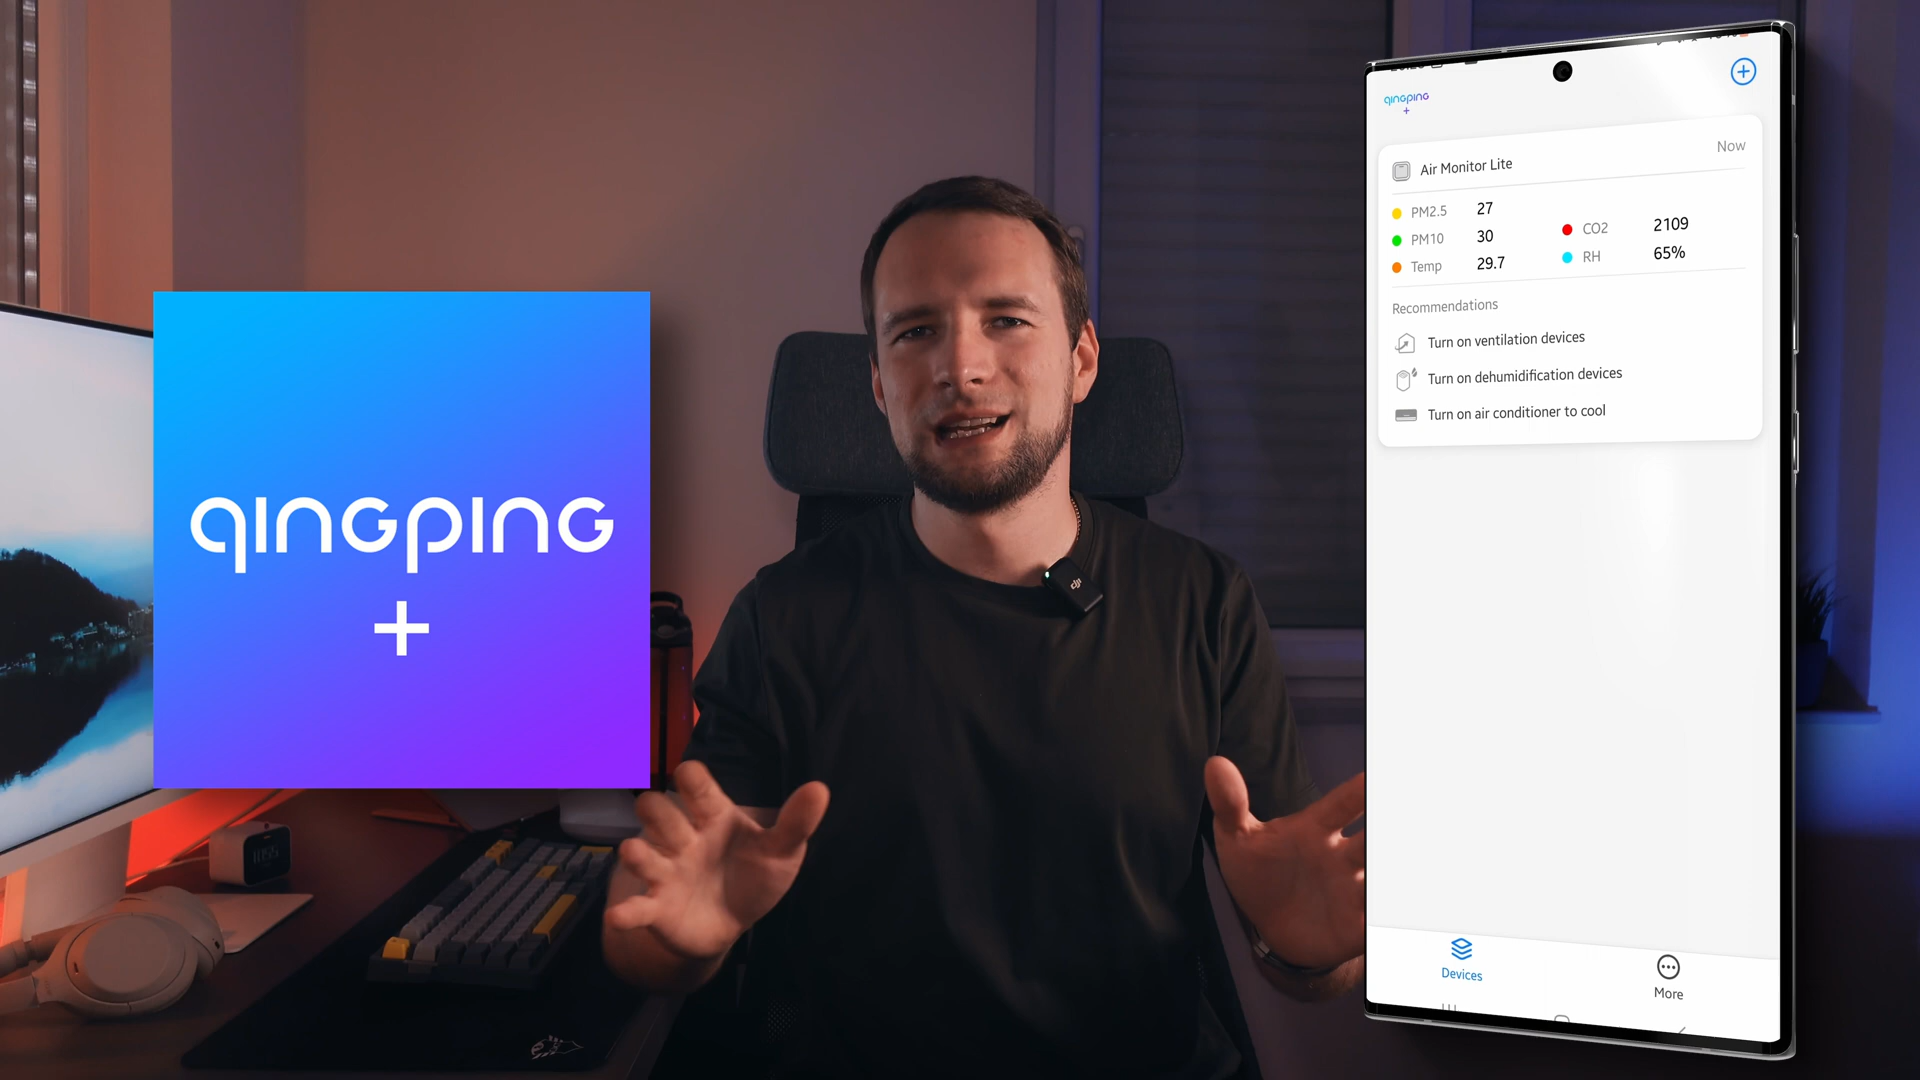 qingping
+
qingping
+
Air Monitor Lite
Now
PM2.5 27
PM10 30
Temp 29.7
CO2 2109
RH 65%
Recommendations
Turn on ventilation devices
Turn on dehumidification devices
Turn on air conditioner to cool
Devices
More
dji